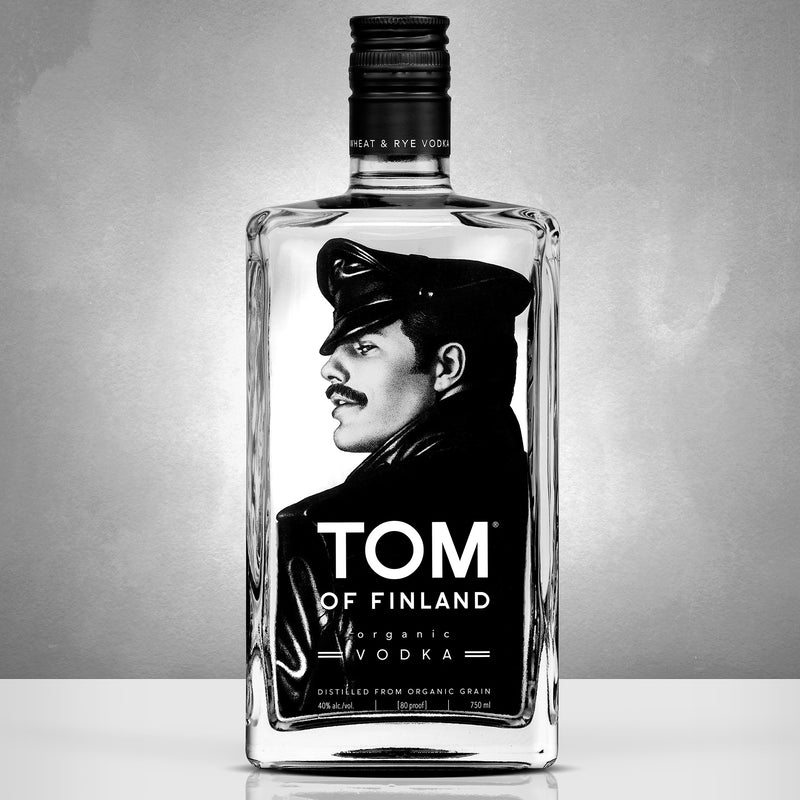 WHEAT & RYE VODKA
TOM®
OF FINLAND
organic
VODKA
DISTILLED FROM ORGANIC GRAIN
40% alc./vol. | [80 proof] | 750 ml